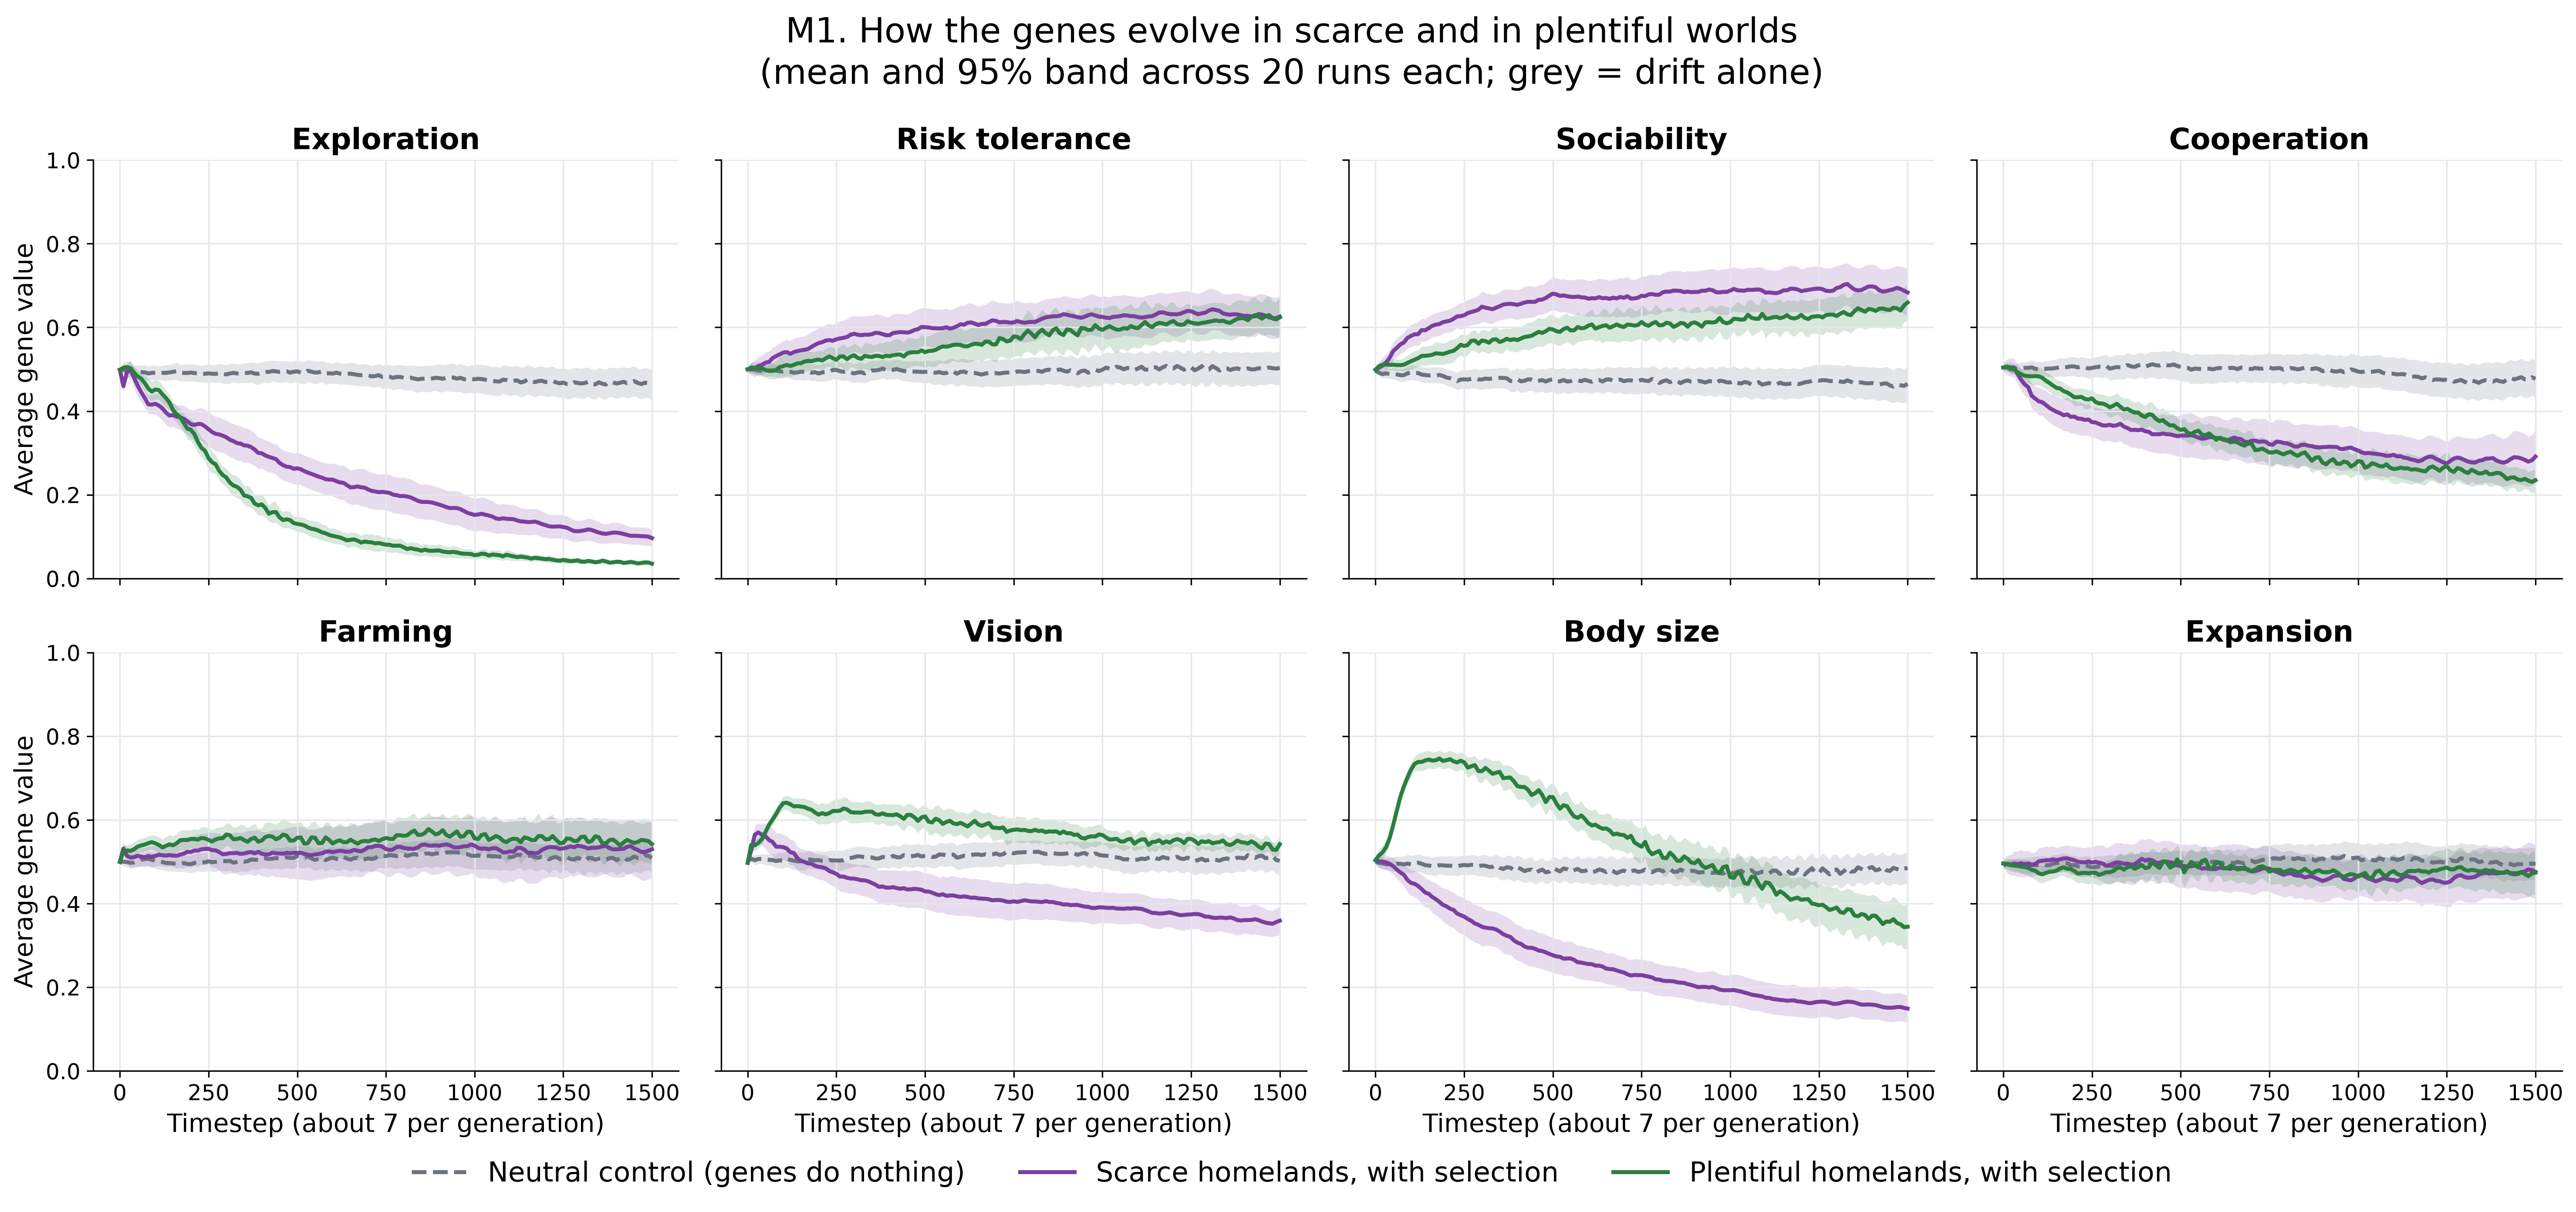 M1. How the genes evolve in scarce and in plentiful worlds
(mean and 95% band across 20 runs each; grey = drift alone)
Exploration
Risk tolerance
Sociability
Cooperation
Average gene value
1.0
0.8
0.6
0.4
0.2
0.0
Farming
Vision
Body size
Expansion
Average gene value
1.0
0.8
0.6
0.4
0.2
0.0
0 250 500 750 1000 1250 1500
0 250 500 750 1000 1250 1500
0 250 500 750 1000 1250 1500
0 250 500 750 1000 1250 1500
Timestep (about 7 per generation)
Timestep (about 7 per generation)
Timestep (about 7 per generation)
Timestep (about 7 per generation)
Neutral control (genes do nothing)
Scarce homelands, with selection
Plentiful homelands, with selection